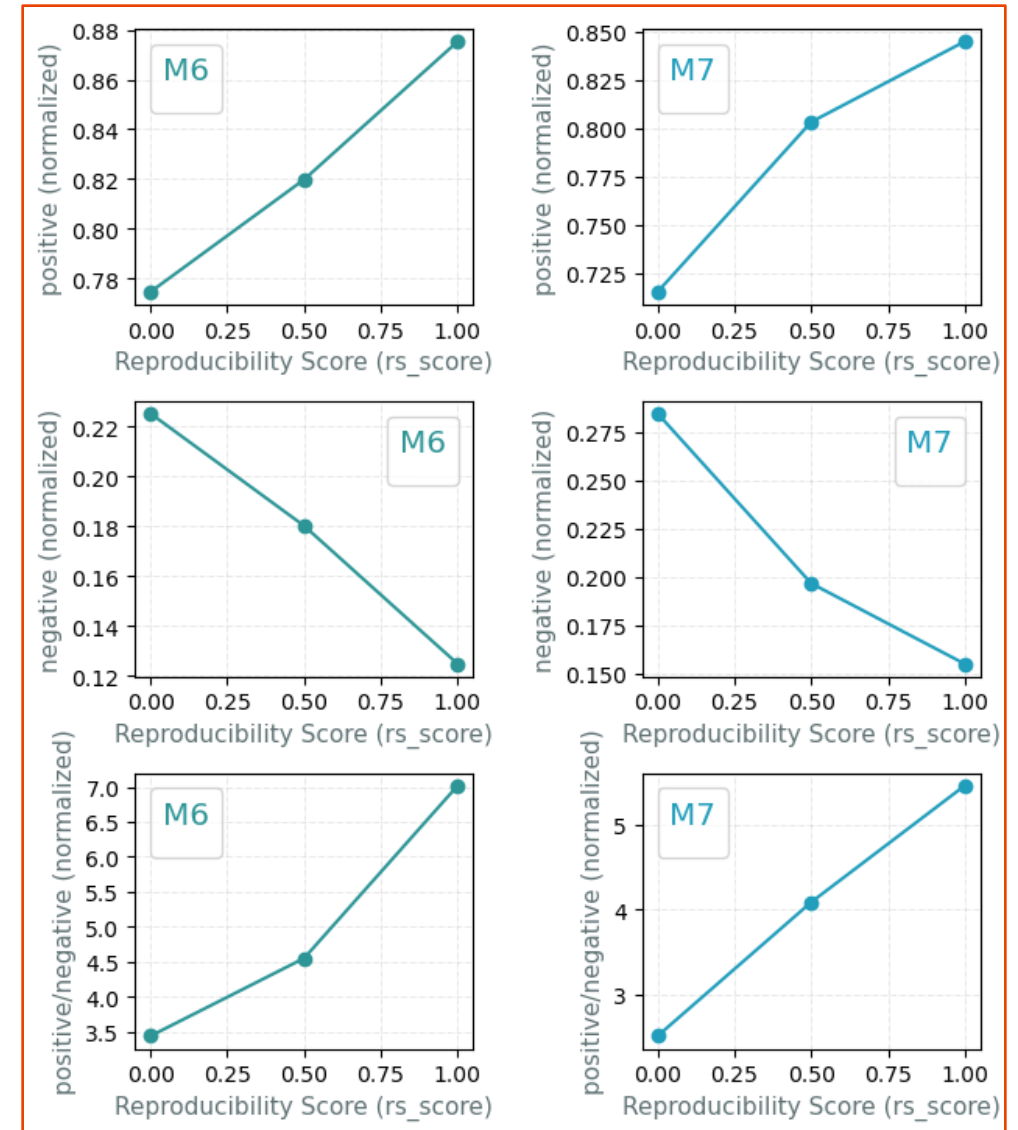 positive (normalized)
0.88
0.86
0.84
0.82
0.80
0.78
M6
0.00 0.25 0.50 0.75 1.00
Reproducibility Score (rs_score)
positive (normalized)
0.850
0.825
0.800
0.775
0.750
0.725
M7
0.00 0.25 0.50 0.75 1.00
Reproducibility Score (rs_score)
negative (normalized)
0.22
0.20
0.18
0.16
0.14
0.12
M6
0.00 0.25 0.50 0.75 1.00
Reproducibility Score (rs_score)
negative (normalized)
0.275
0.250
0.225
0.200
0.175
0.150
M7
0.00 0.25 0.50 0.75 1.00
Reproducibility Score (rs_score)
positive/negative (normalized)
7.0
6.5
6.0
5.5
5.0
4.5
4.0
3.5
M6
0.00 0.25 0.50 0.75 1.00
Reproducibility Score (rs_score)
positive/negative (normalized)
5
4
3
M7
0.00 0.25 0.50 0.75 1.00
Reproducibility Score (rs_score)